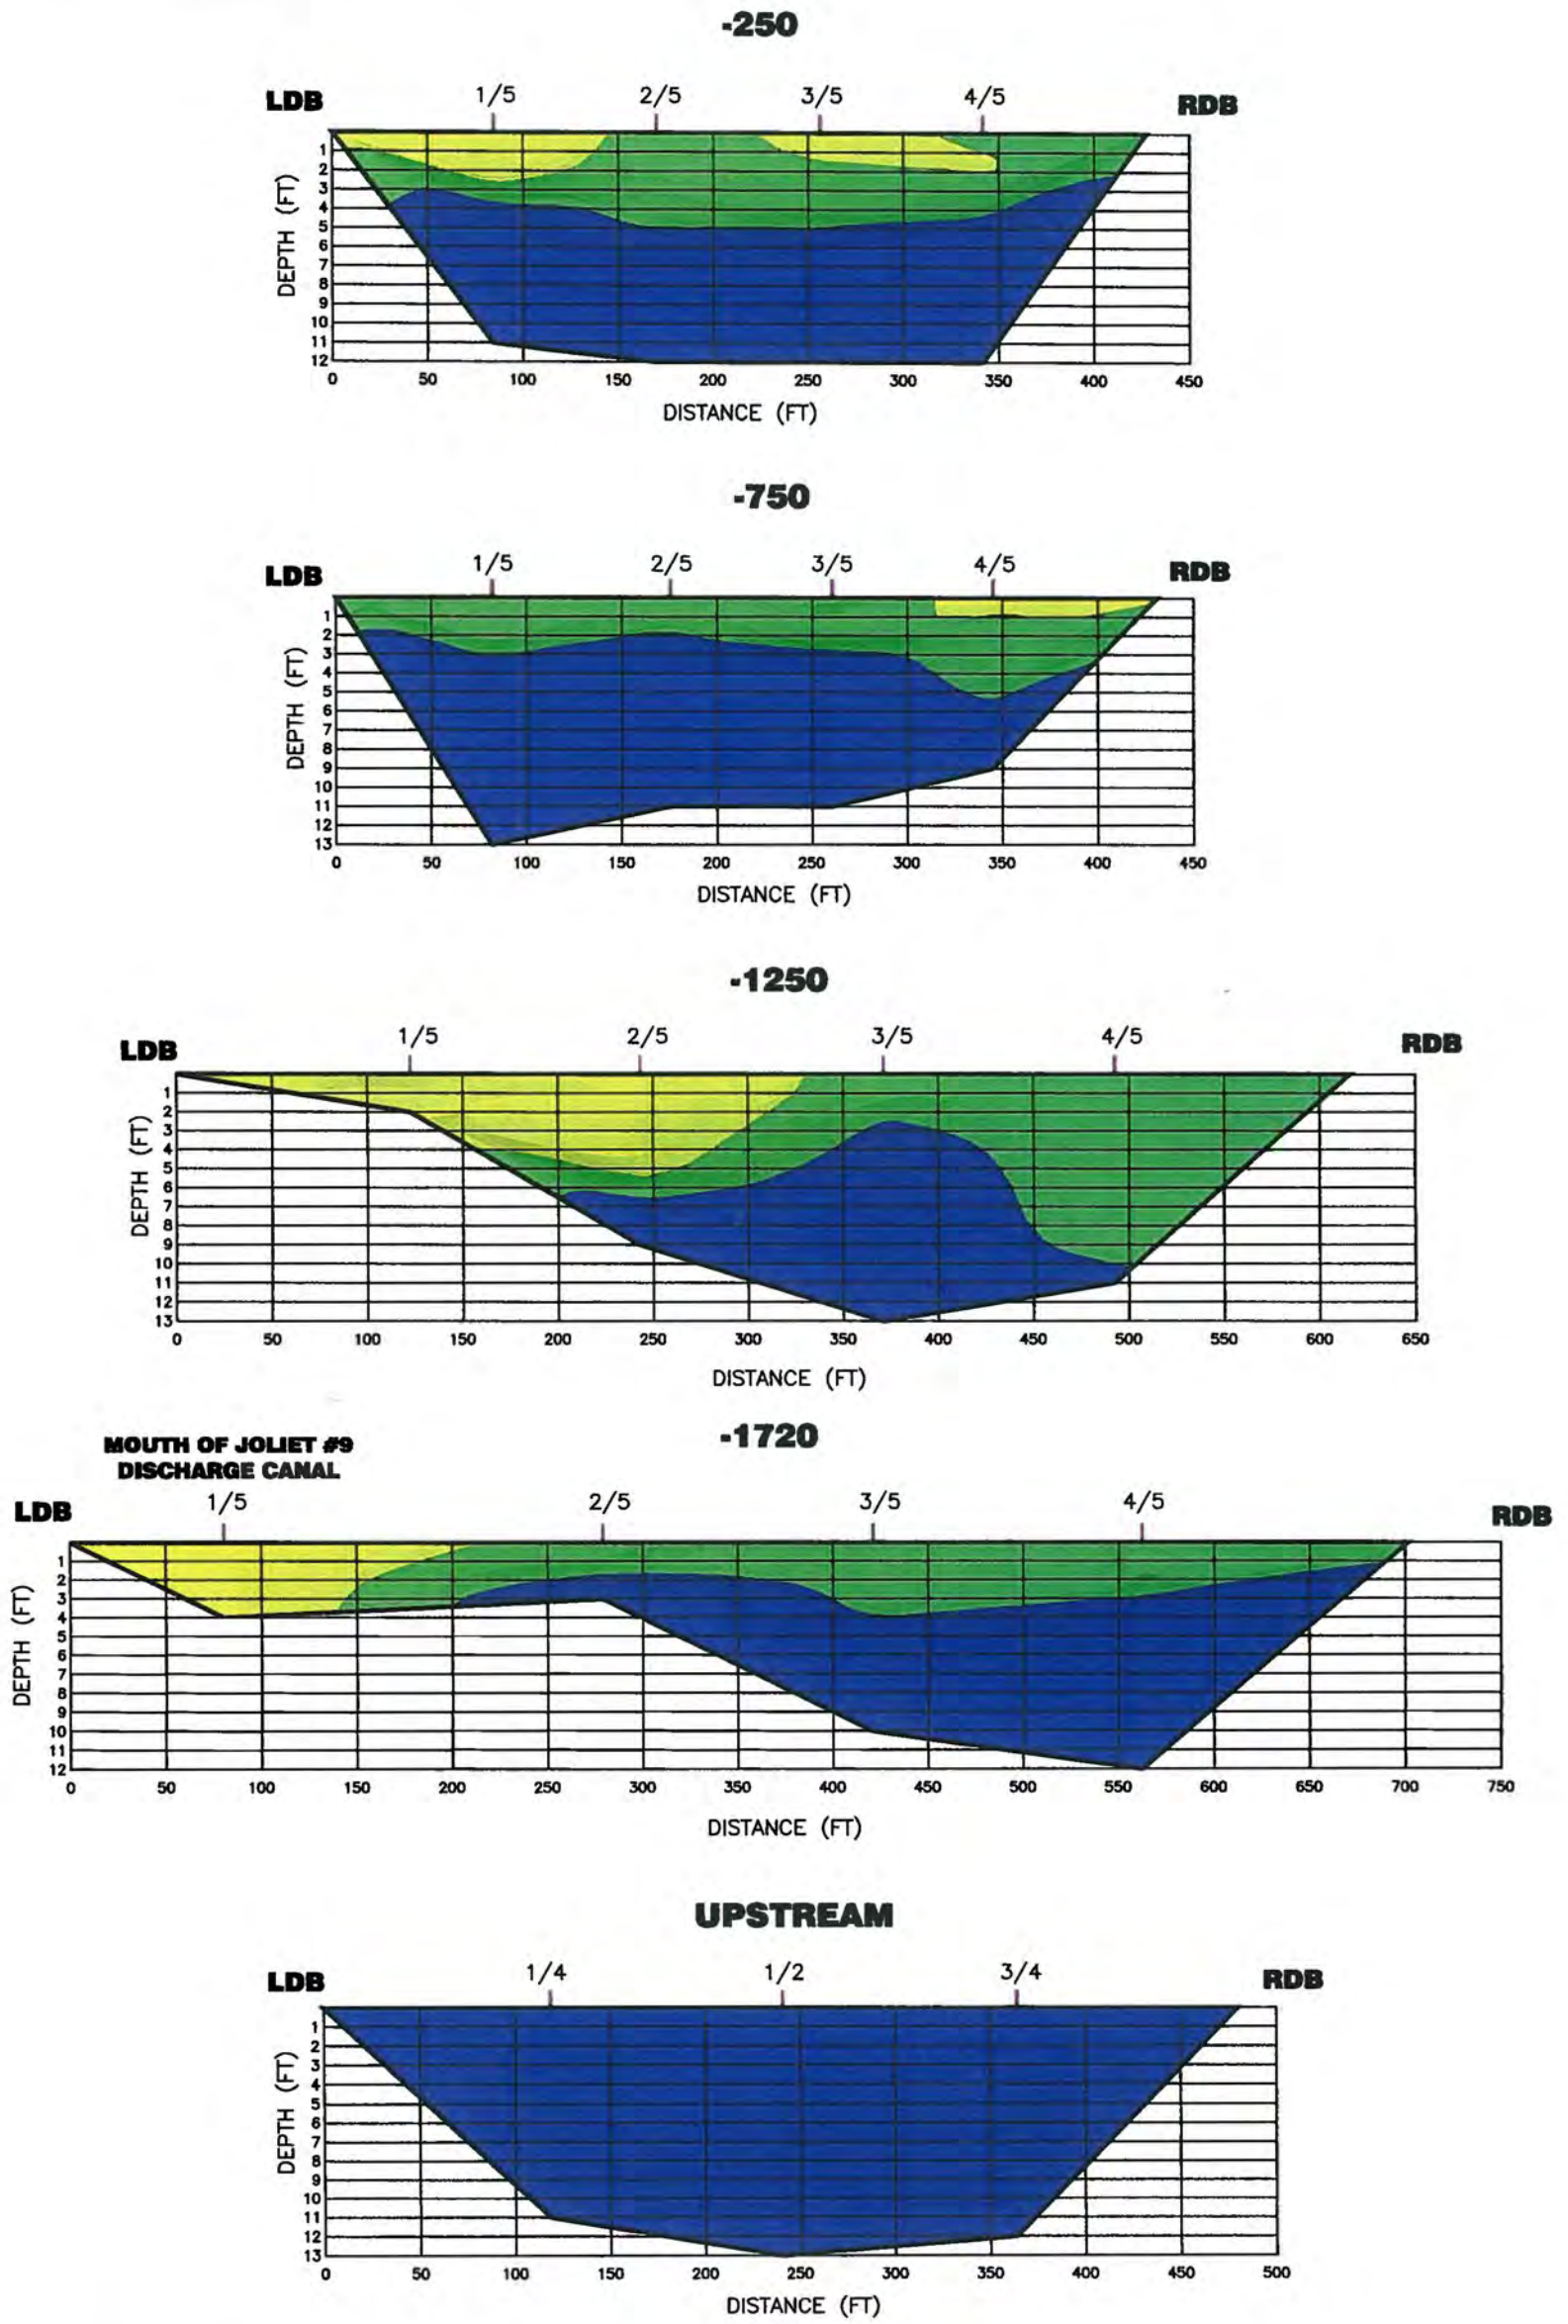 -250
LDB 1/5 2/5 3/5 4/5 RDB
DEPTH (FT)
1
2
3
4
5
6
7
8
9
10
11
12
0 50 100 150 200 250 300 350 400 450
DISTANCE (FT)
-750
LDB 1/5 2/5 3/5 4/5 RDB
DEPTH (FT)
1
2
3
4
5
6
7
8
9
10
11
12
13
0 50 100 150 200 250 300 350 400 450
DISTANCE (FT)
-1250
LDB 1/5 2/5 3/5 4/5 RDB
DEPTH (FT)
1
2
3
4
5
6
7
8
9
10
11
12
13
0 50 100 150 200 250 300 350 400 450 500 550 600 650
DISTANCE (FT)
-1720
MOUTH OF JOLIET #9
DISCHARGE CANAL
LDB 1/5 2/5 3/5 4/5 RDB
DEPTH (FT)
1
2
3
4
5
6
7
8
9
10
11
12
0 50 100 150 200 250 300 350 400 450 500 550 600 650 700 750
DISTANCE (FT)
UPSTREAM
LDB 1/4 1/2 3/4 RDB
DEPTH (FT)
1
2
3
4
5
6
7
8
9
10
11
12
13
0 50 100 150 200 250 300 350 400 450 500
DISTANCE (FT)